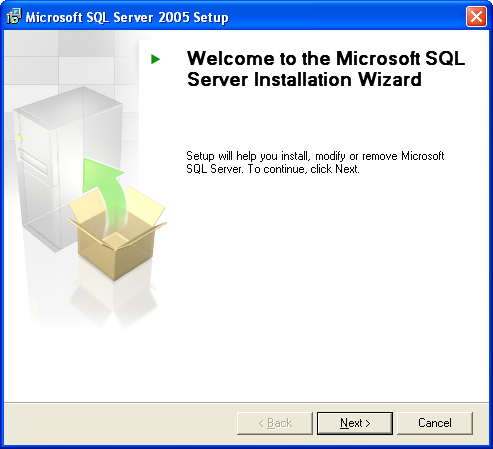 Microsoft SQL Server 2005 Setup
Welcome to the Microsoft SQL
Server Installation Wizard
Setup will help you install, modify or remove Microsoft
SQL Server. To continue, click Next.
< Back
Next >
Cancel